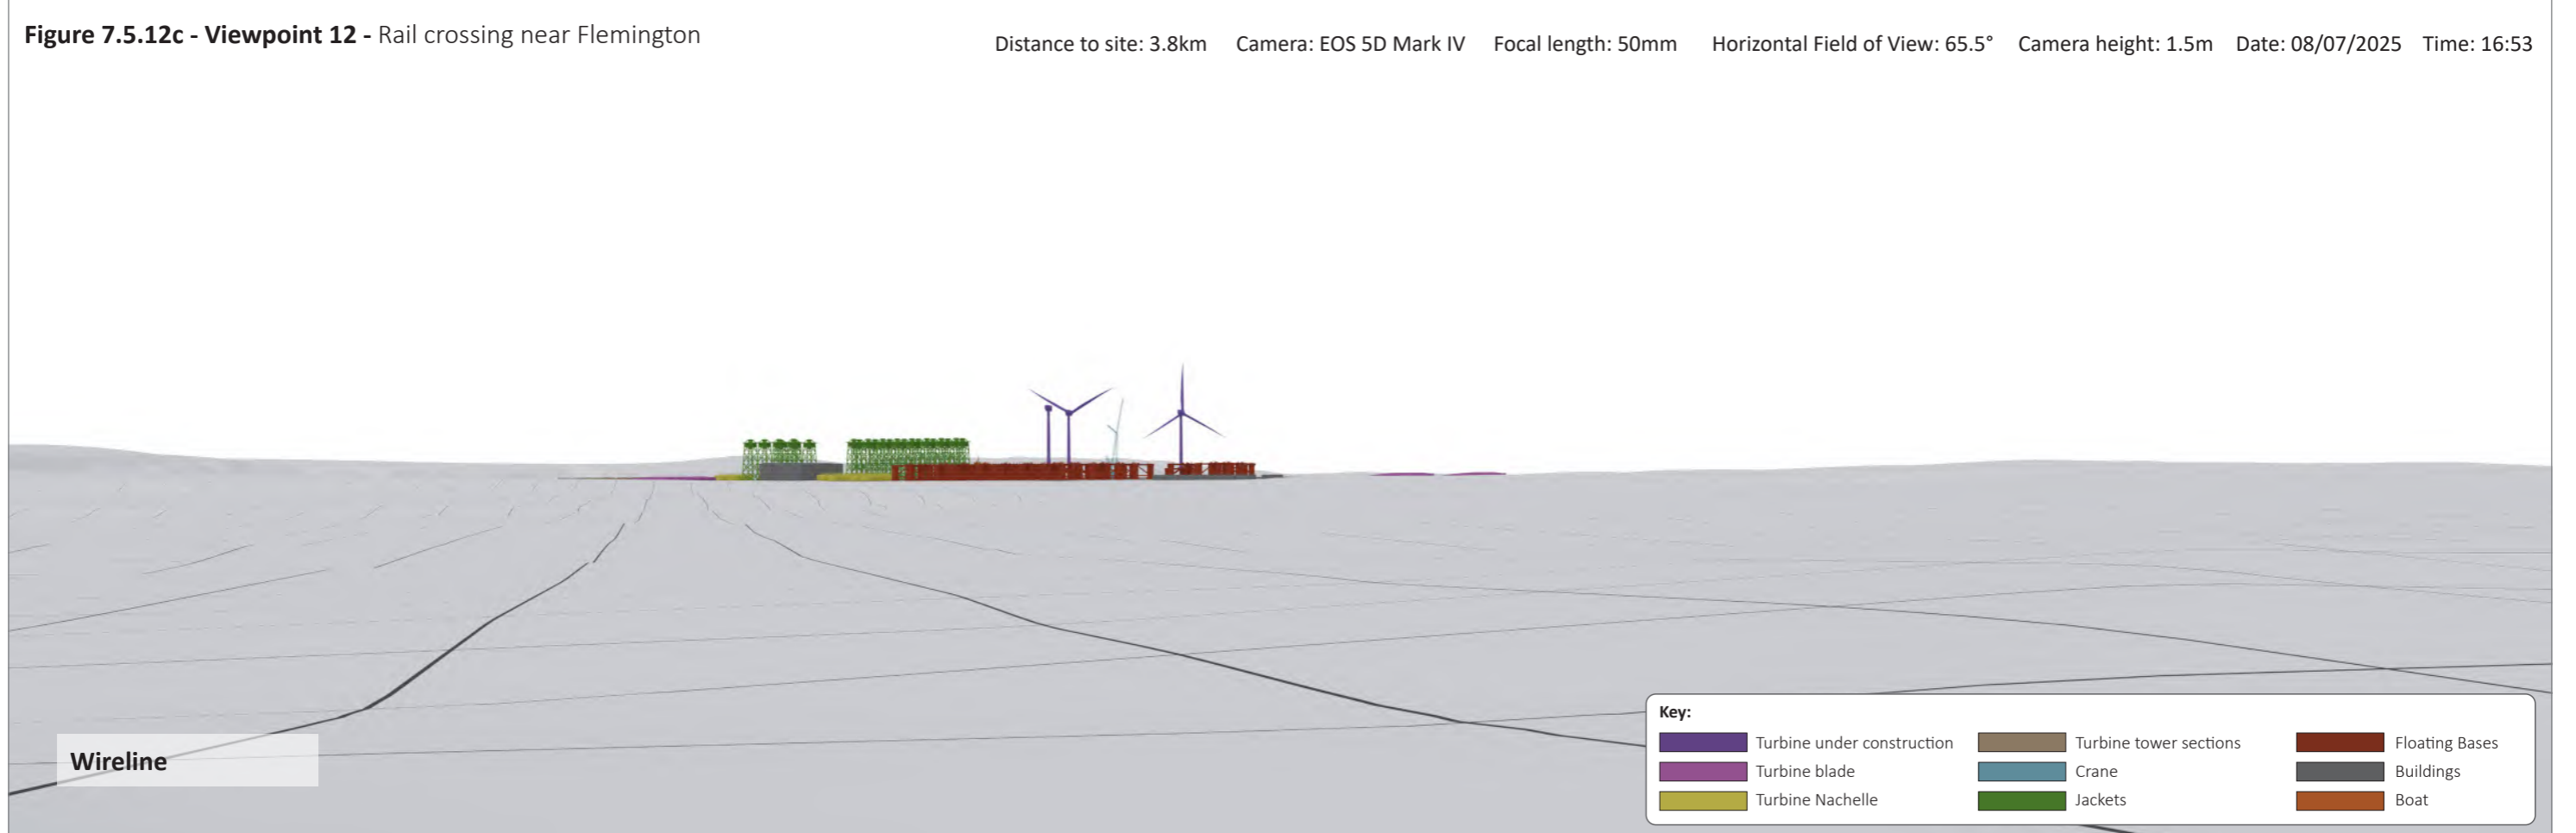 Figure 7.5.12c - Viewpoint 12 - Rail crossing near Flemington
Distance to site: 3.8km Camera: EOS 5D Mark IV Focal length: 50mm Horizontal Field of View: 65.5° Camera height: 1.5m Date: 08/07/2025 Time: 16:53
Wireline
Key:
Turbine under construction
Turbine blade
Turbine Nachelle
Turbine tower sections
Crane
Jackets
Floating Bases
Buildings
Boat